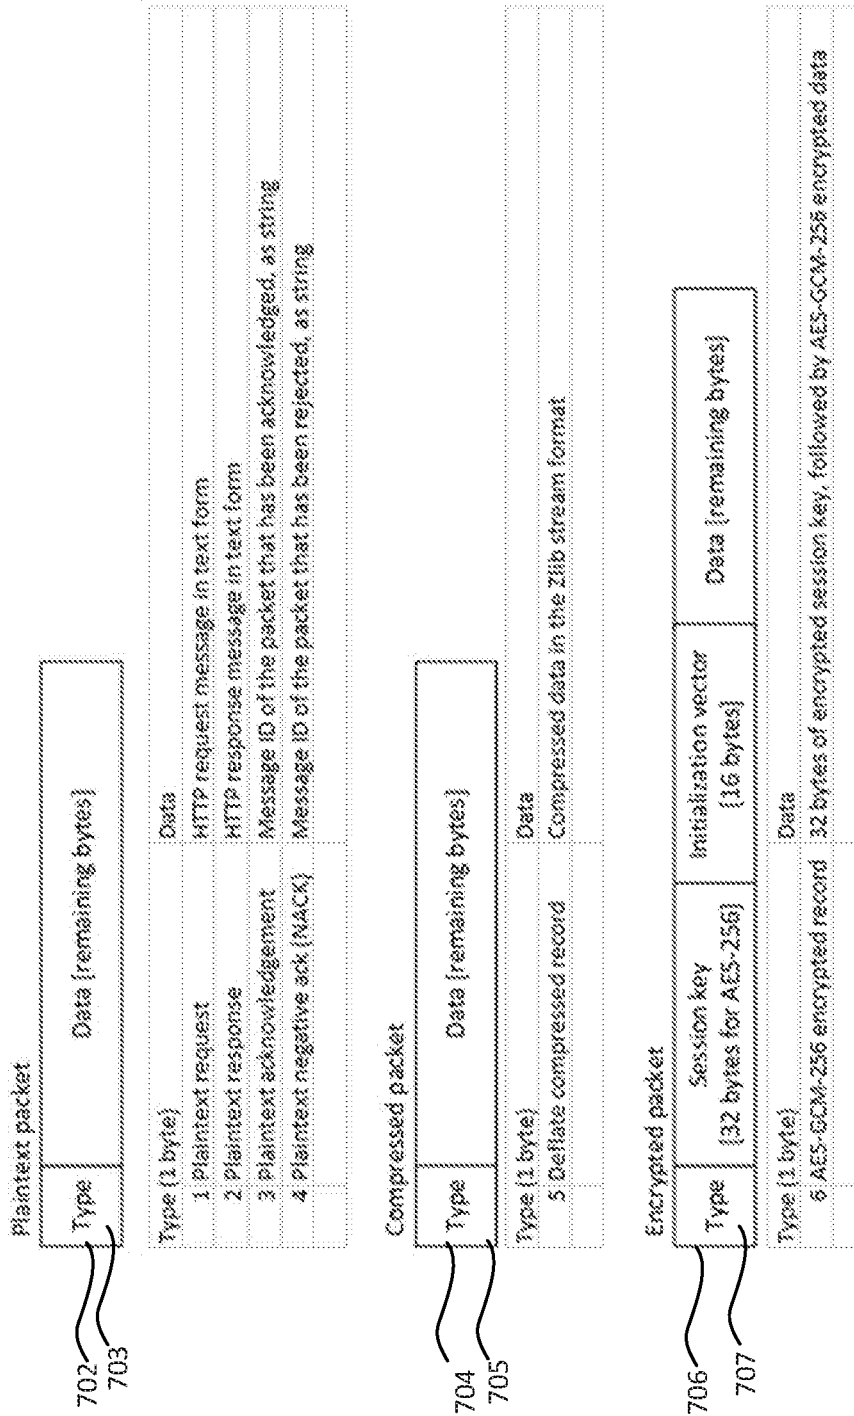 Plaintext packet
702
703
Type
Data [remaining bytes]
Type (1 byte) Data
1 Plaintext request HTTP request message in text form
2 Plaintext response HTTP response message in text form
3 Plaintext acknowledgement Message ID of the packet that has been acknowledged, as string
4 Plaintext negative ack (NACK) Message ID of the packet that has been rejected, as string
Compressed packet
704
705
Type
Data [remaining bytes]
Type (1 byte) Data
5 Deflate compressed record Compressed data in the Zlib stream format
Encrypted packet
706
707
Type
Session key
[32 bytes for AES-256]
Initialization vector
[16 bytes]
Data [remaining bytes]
Type (1 byte) Data
6 AES-GCM-256 encrypted record 32 bytes of encrypted session key, followed by AES-GCM-256 encrypted data